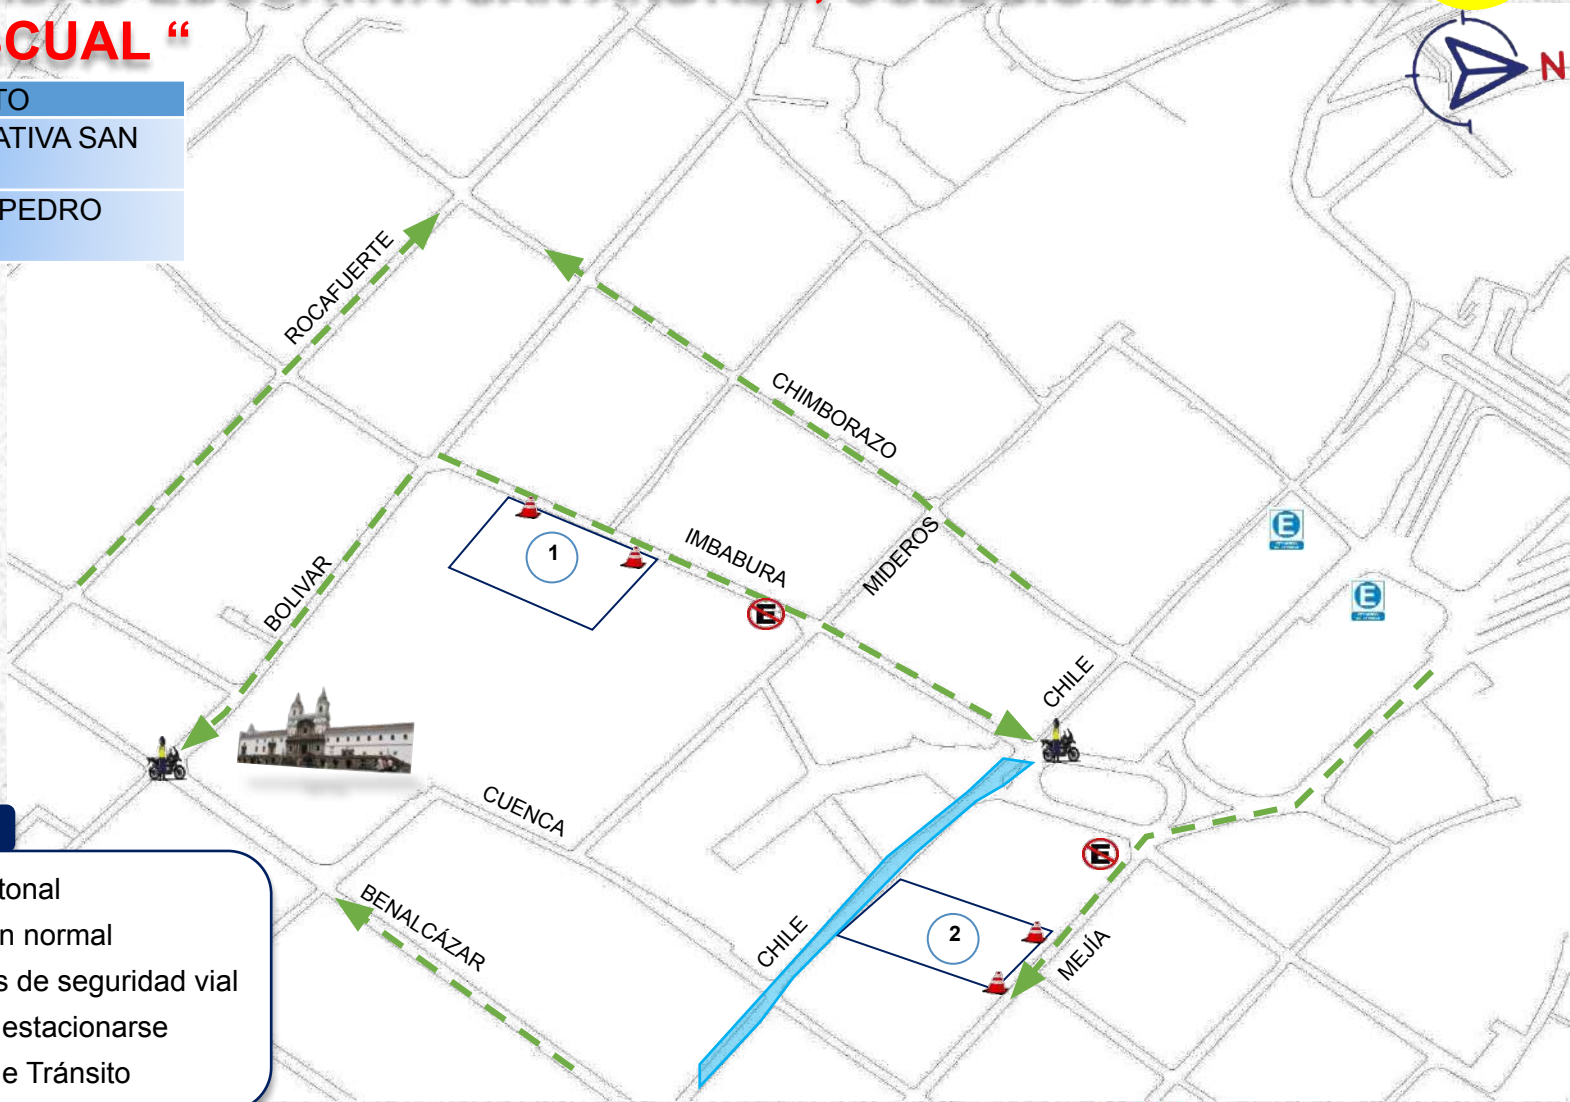 SCUAL “
N
TO
ATIVA SAN
PEDRO
ROCAFUERTE
CHIMBORAZO
IMBABURA
MIDEROS
1
E
E
BOLIVAR
E
CHILE
CUENCA
E
BENALCÁZAR
CHILE
2
MEJÍA
tonal
n normal
s de seguridad vial
estacionarse
e Tránsito